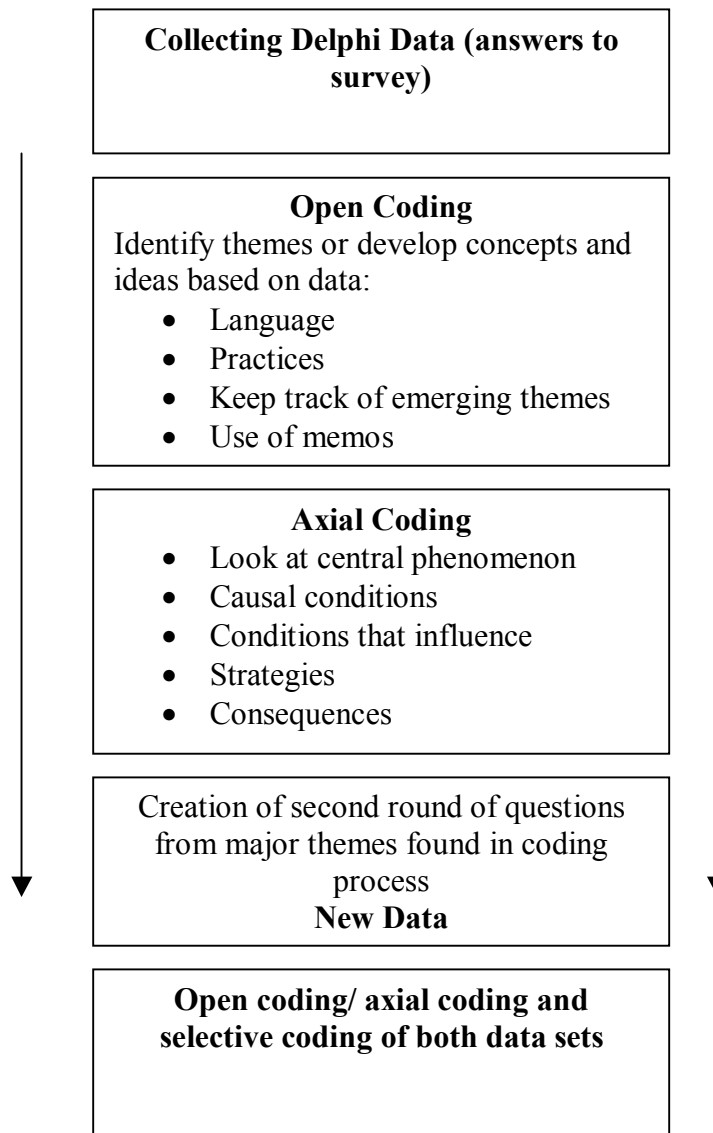 Collecting Delphi Data (answers to
survey)
Open Coding
Identify themes or develop concepts and
ideas based on data:
• Language
• Practices
• Keep track of emerging themes
• Use of memos
Axial Coding
• Look at central phenomenon
• Causal conditions
• Conditions that influence
• Strategies
• Consequences
Creation of second round of questions
from major themes found in coding
process
New Data
Open coding/ axial coding and
selective coding of both data sets